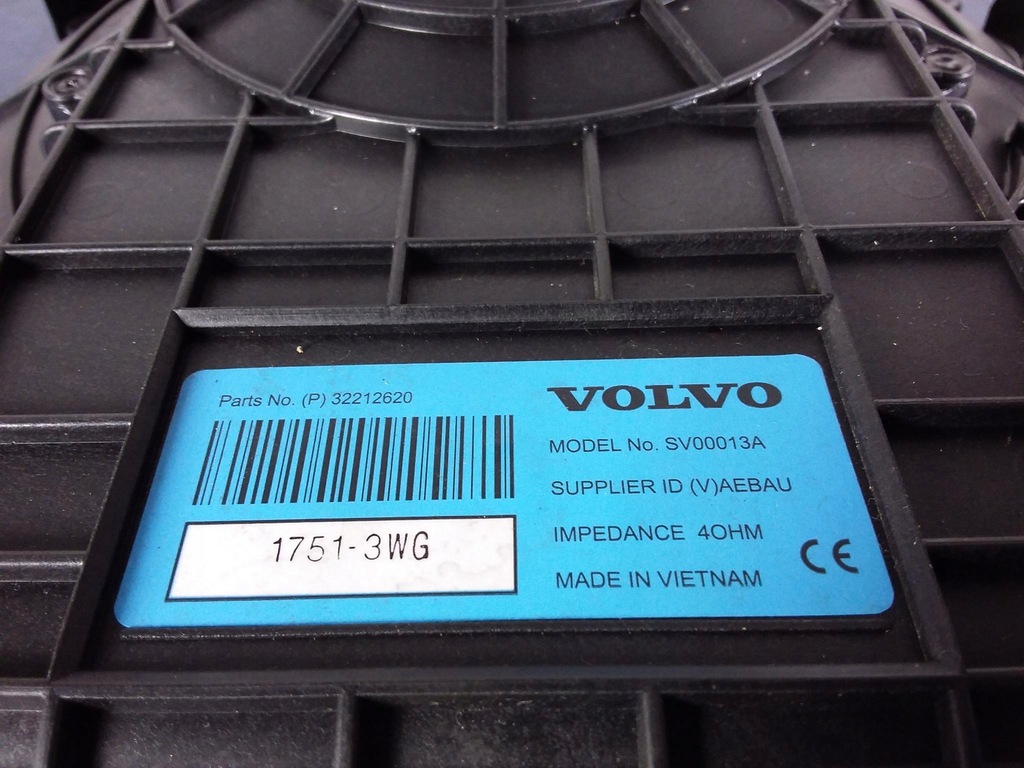 Parts No. (P) 32212620
1751-3WG
VOLVO
MODEL No. SV00013A
SUPPLIER ID (V)AEBAU
IMPEDANCE 4OHM
MADE IN VIETNAM
CE